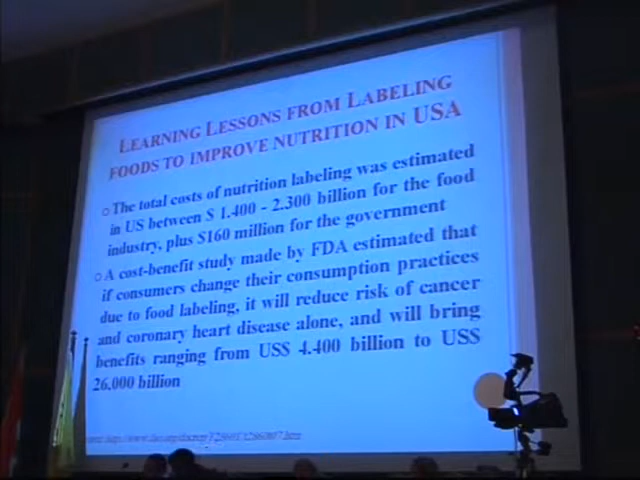 LEARNING LESSONS FROM LABELING
FOODS TO IMPROVE NUTRITION IN USA
The total costs of nutrition labeling was estimated
in US between $ 1.400 - 2.300 billion for the food
industry, plus $160 million for the government
A cost-benefit study made by FDA estimated that
if consumers change their consumption practices
due to food labeling, it will reduce risk of cancer
and coronary heart disease alone, and will bring
benefits ranging from US$ 4.400 billion to US$
26,000 billion